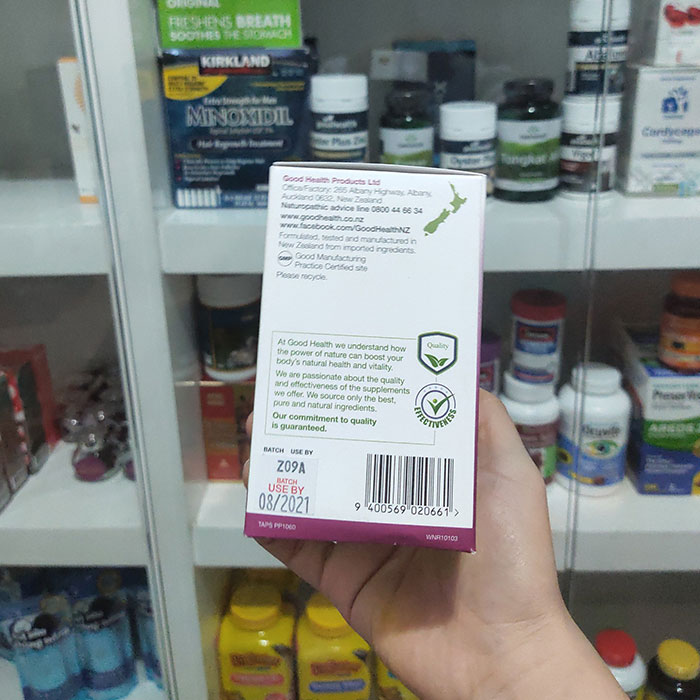 ORIGINAL
FRESHENS BREATH
SOOTHES THE STOMACH
KIRKLAND
Extra Strength for Men
MINOXIDIL
Hair Regrowth Treatment
Oyster Plus
Good Health Products Ltd
Office/Factory: 265 Albany Highway, Albany,
Auckland 0632, New Zealand
Naturopathic advice line 0800 44 66 34
www.goodhealth.co.nz
www.facebook.com/GoodHealthNZ
Formulated, tested and manufactured in
New Zealand from imported ingredients.
GMP
Good Manufacturing
Practice Certified site
Please recycle.
At Good Health we understand how
the power of nature can boost your
body's natural health and vitality.
We are passionate about the quality
and effectiveness of the supplements
we offer. We source only the best,
pure and natural ingredients.
Our commitment to quality
is guaranteed.
Quality
EFFECTIVENESS
BATCH USE BY
Z09A
BATCH
USE BY
08/2021
9 400569 020661 >
TAPS PP1060
WNR10103
Cordyceps
Ocuvite
AREDS